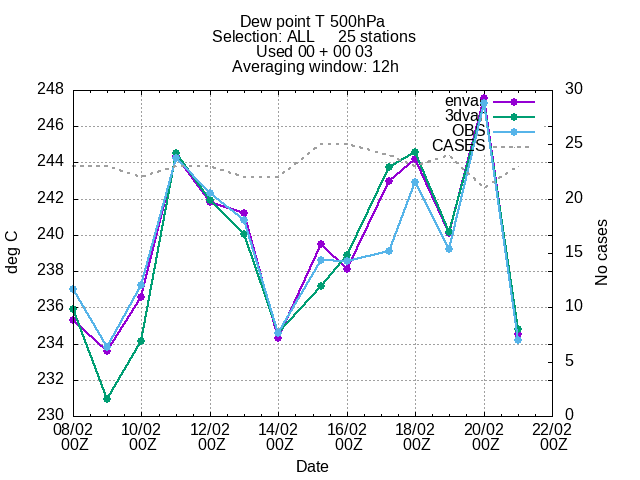 Dew point T 500hPa
Selection: ALL 25 stations
Used 00 + 00 03
Averaging window: 12h
248
246
244
242
240
238
236
234
232
230
deg C
30
25
20
15
10
5
0
No cases
enva
3dva
OBS
CASES
08/02 10/02 12/02 14/02 16/02 18/02 20/02 22/02
00Z 00Z 00Z 00Z 00Z 00Z 00Z 00Z
Date